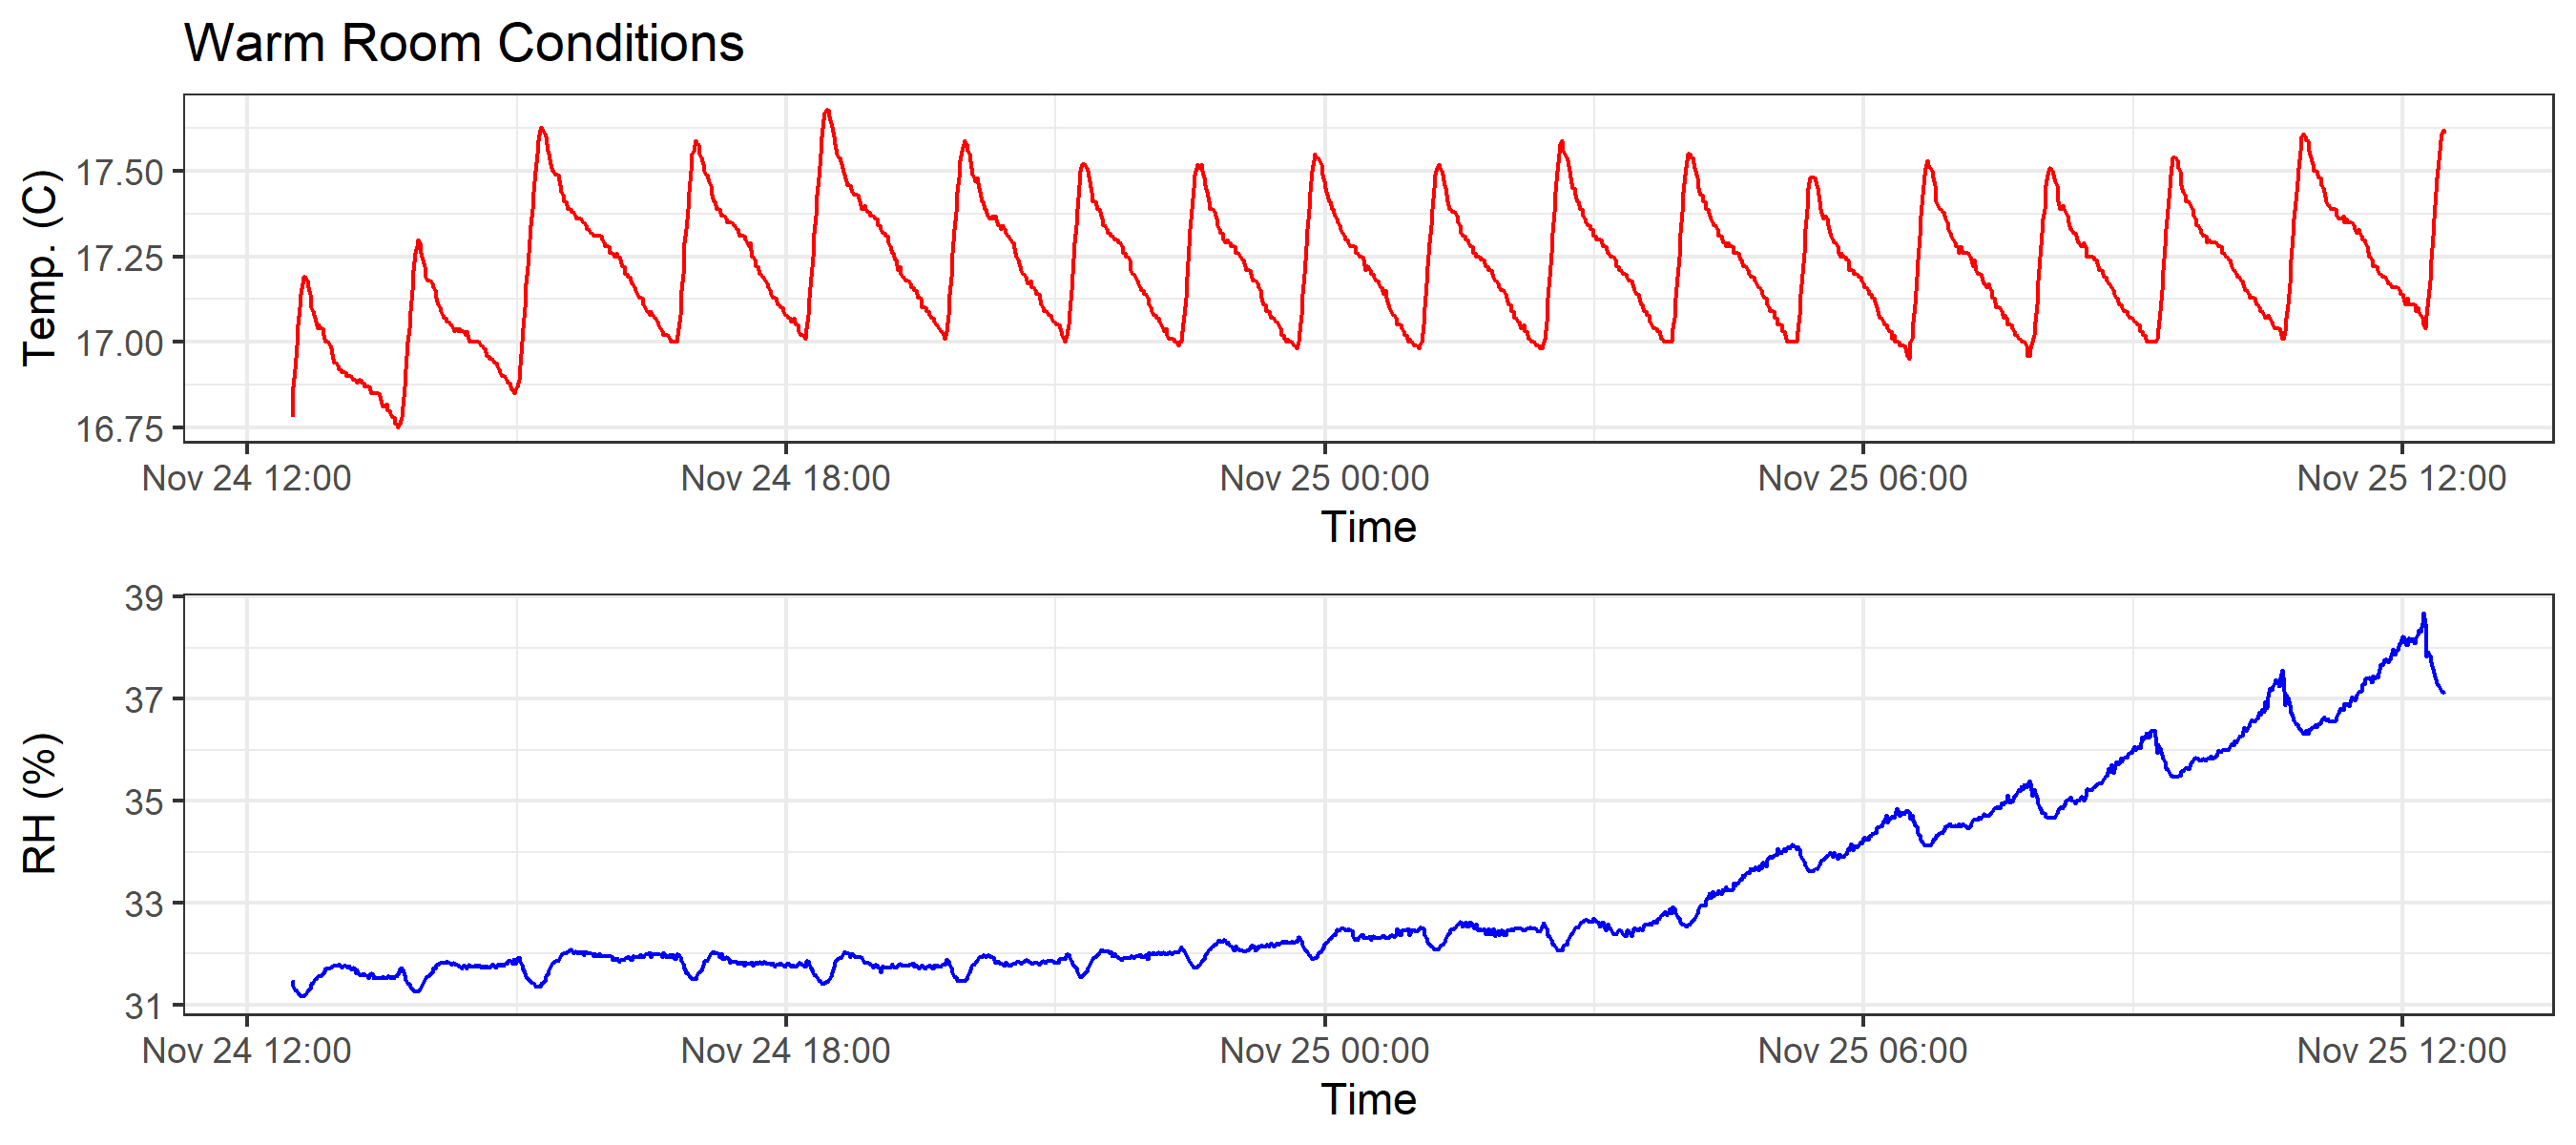 Warm Room Conditions
Temp. (C)
17.50
17.25
17.00
16.75
Nov 24 12:00 Nov 24 18:00 Nov 25 00:00 Nov 25 06:00 Nov 25 12:00
Time
RH (%)
39
37
35
33
31
Nov 24 12:00 Nov 24 18:00 Nov 25 00:00 Nov 25 06:00 Nov 25 12:00
Time